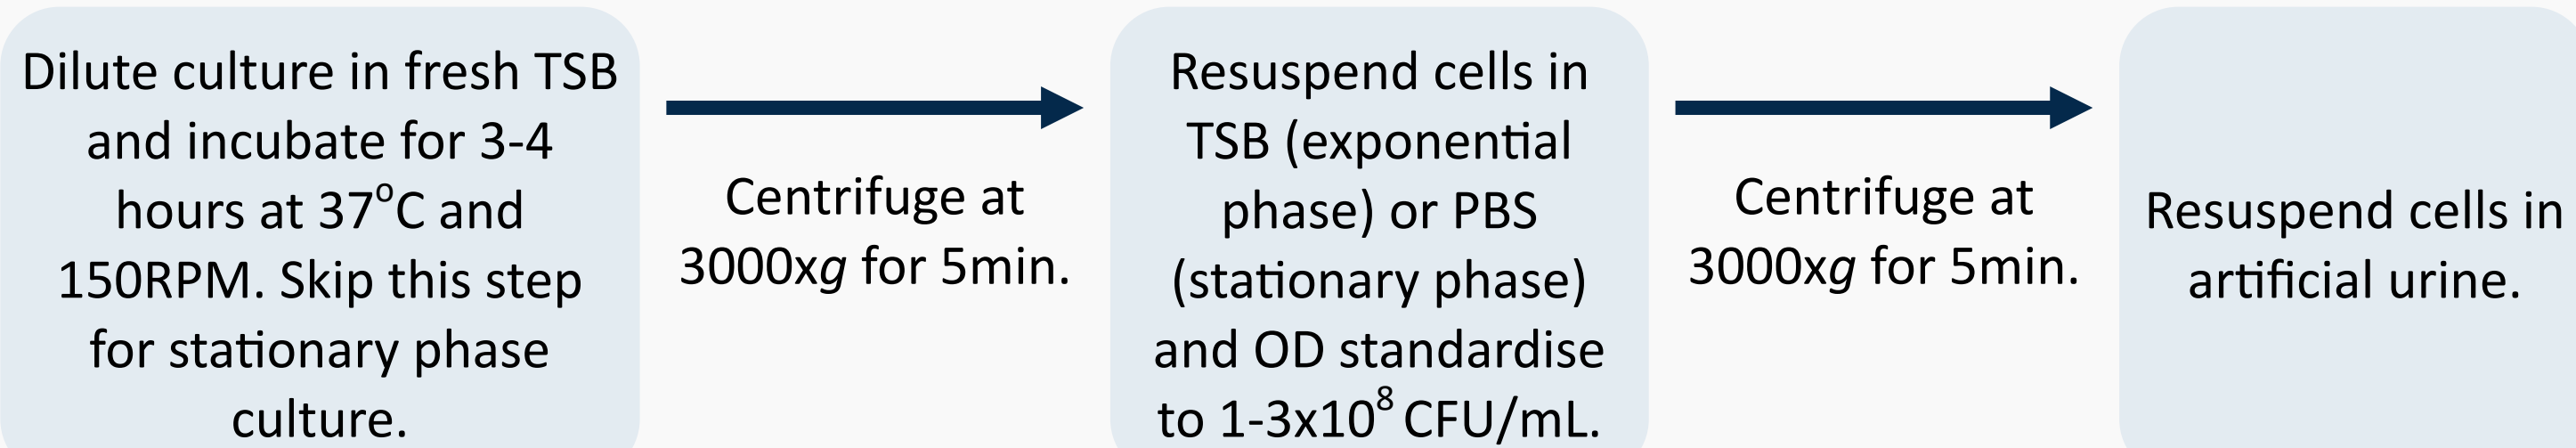 Dilute culture in fresh TSB
and incubate for 3-4
hours at 37°C and
150RPM. Skip this step
for stationary phase
culture.
Centrifuge at
3000xg for 5min.
Resuspend cells in
TSB (exponential
phase) or PBS
(stationary phase)
and OD standardise
to 1-3x10⁸ CFU/mL.
Centrifuge at
3000xg for 5min.
Resuspend cells in
artificial urine.